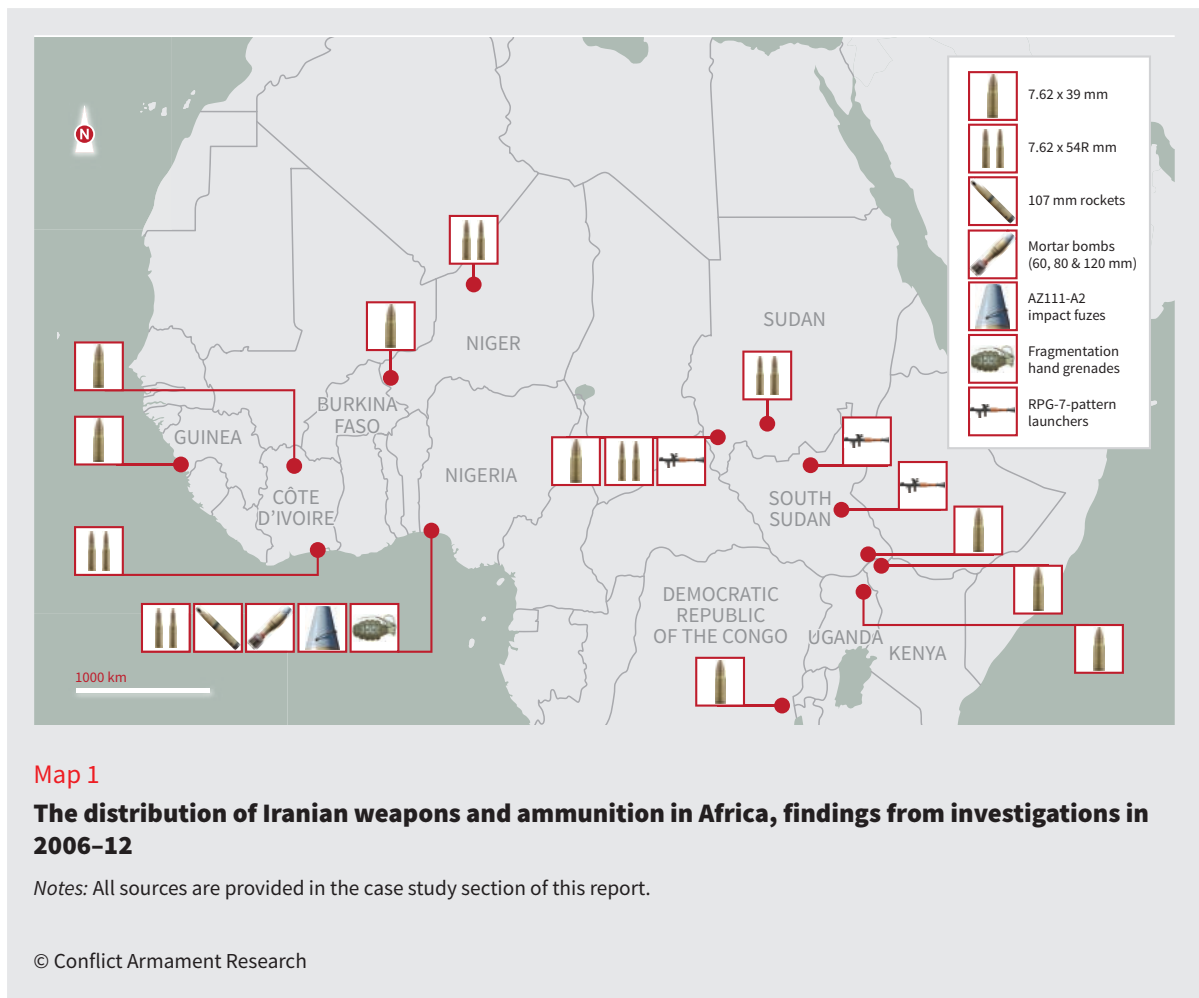 N
7.62 x 39 mm
7.62 x 54R mm
107 mm rockets
Mortar bombs
(60, 80 & 120 mm)
AZ111-A2
impact fuzes
Fragmentation
hand grenades
RPG-7-pattern
launchers
SUDAN
NIGER
BURKINA
FASO
GUINEA
NIGERIA
CÔTE
D’IVOIRE
SOUTH
SUDAN
DEMOCRATIC
REPUBLIC
OF THE CONGO
UGANDA
KENYA
1000 km
Map 1
The distribution of Iranian weapons and ammunition in Africa, findings from investigations in
2006–12
Notes: All sources are provided in the case study section of this report.
© Conflict Armament Research